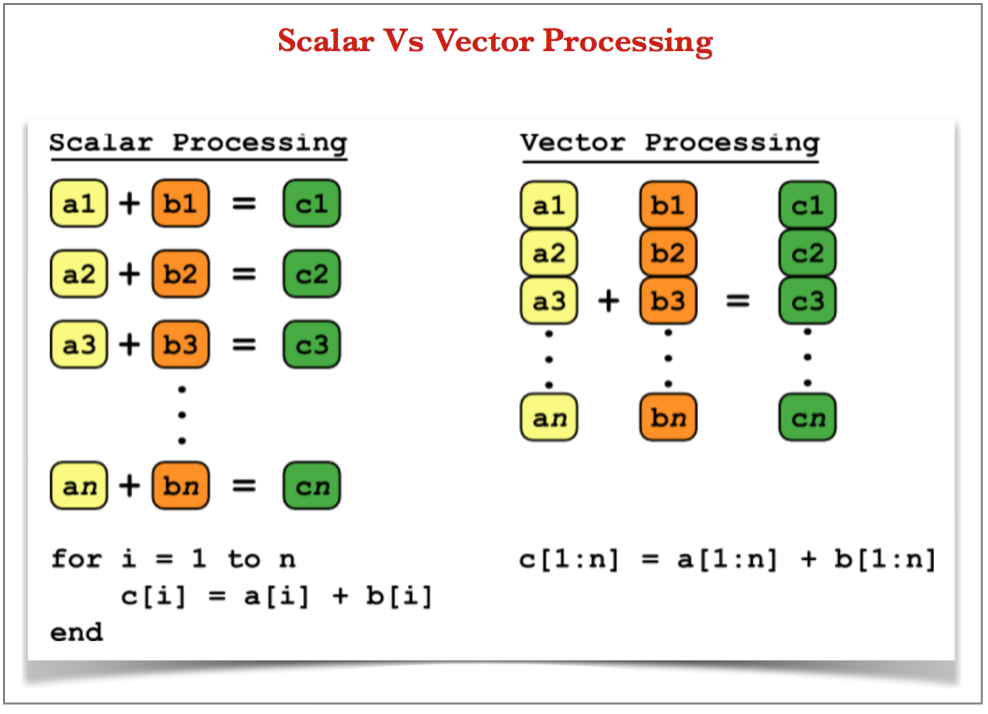 Scalar Vs Vector Processing
Scalar Processing
a1 + b1 = c1
a2 + b2 = c2
a3 + b3 = c3
an + bn = cn
for i = 1 to n
c[i] = a[i] + b[i]
end
Vector Processing
a1 b1 c1
a2 b2 c2
a3 + b3 = c3
an bn cn
c[1:n] = a[1:n] + b[1:n]